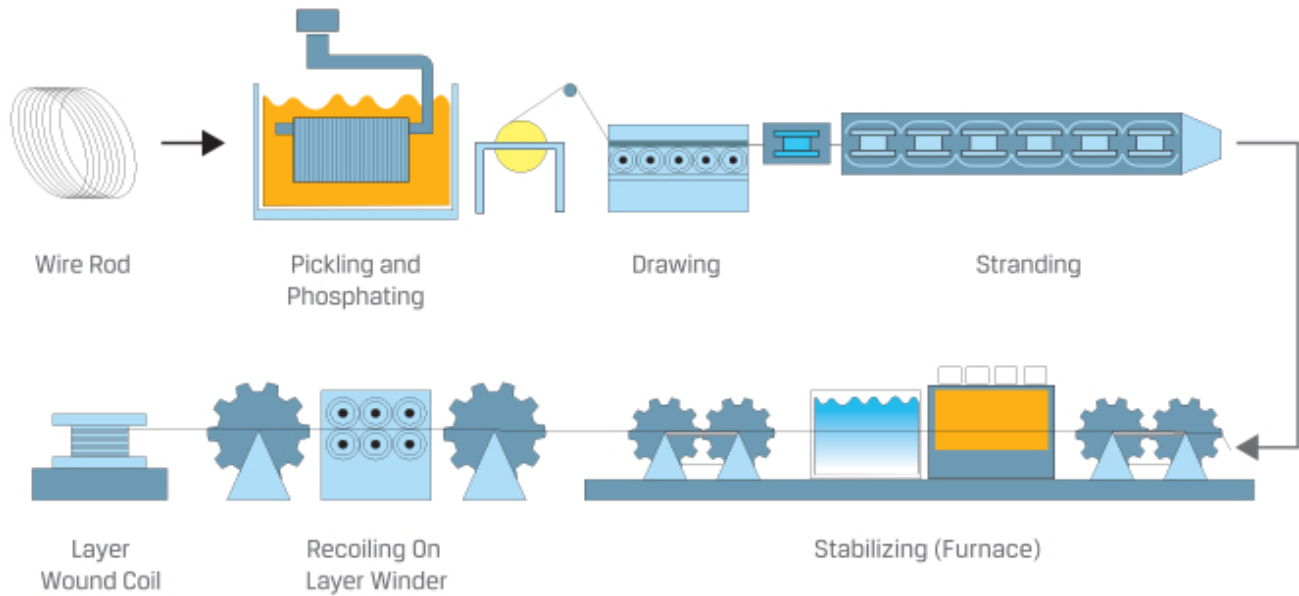 Wire Rod
Pickling and
Phosphating
Drawing
Stranding
Layer
Wound Coil
Recoiling On
Layer Winder
Stabilizing (Furnace)